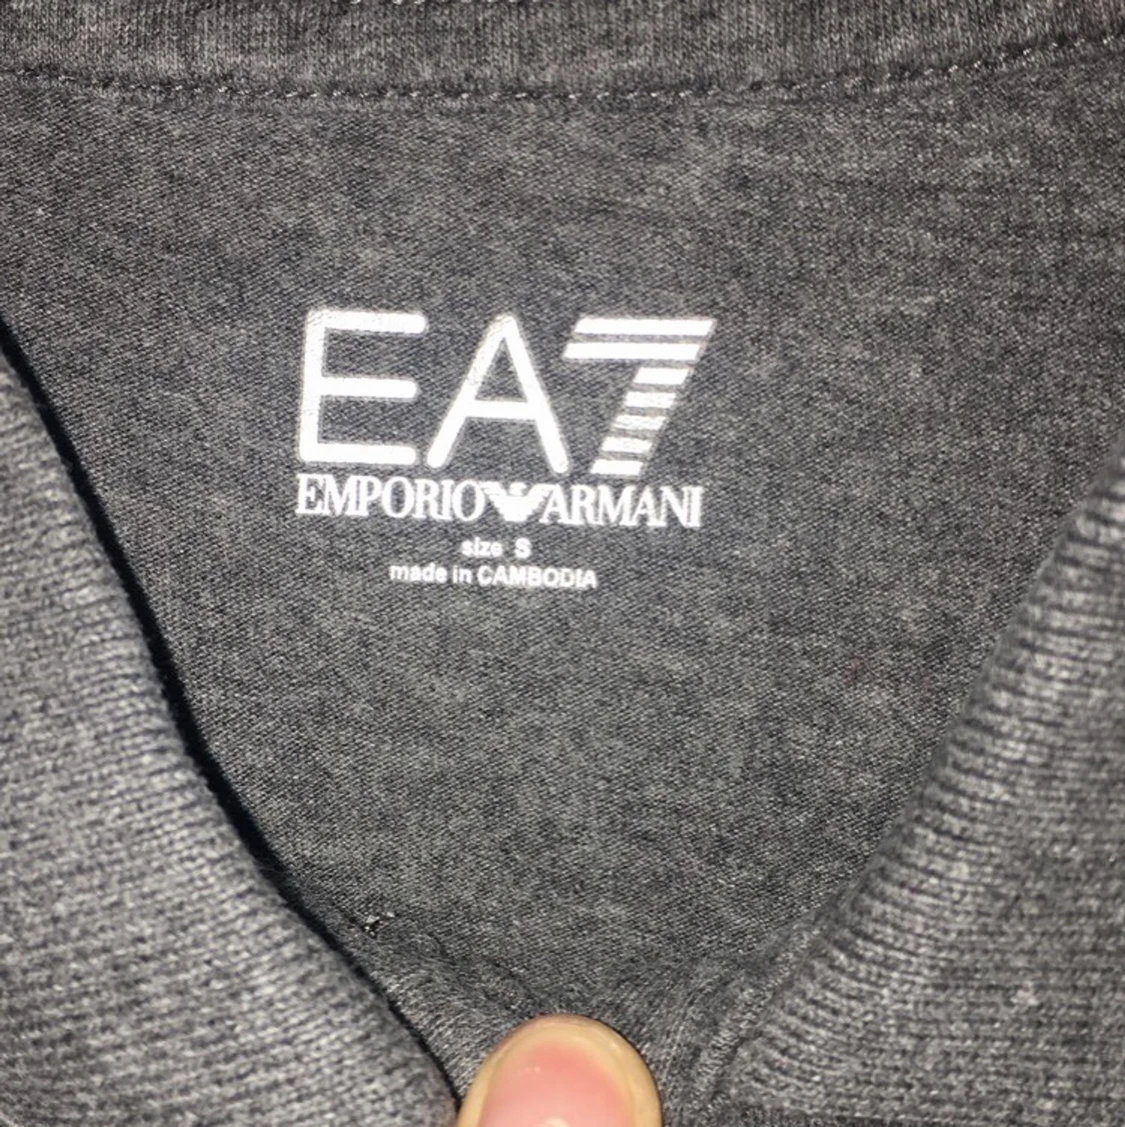 EA7
EMPORIO ARMANI
size S
made in CAMBODIA